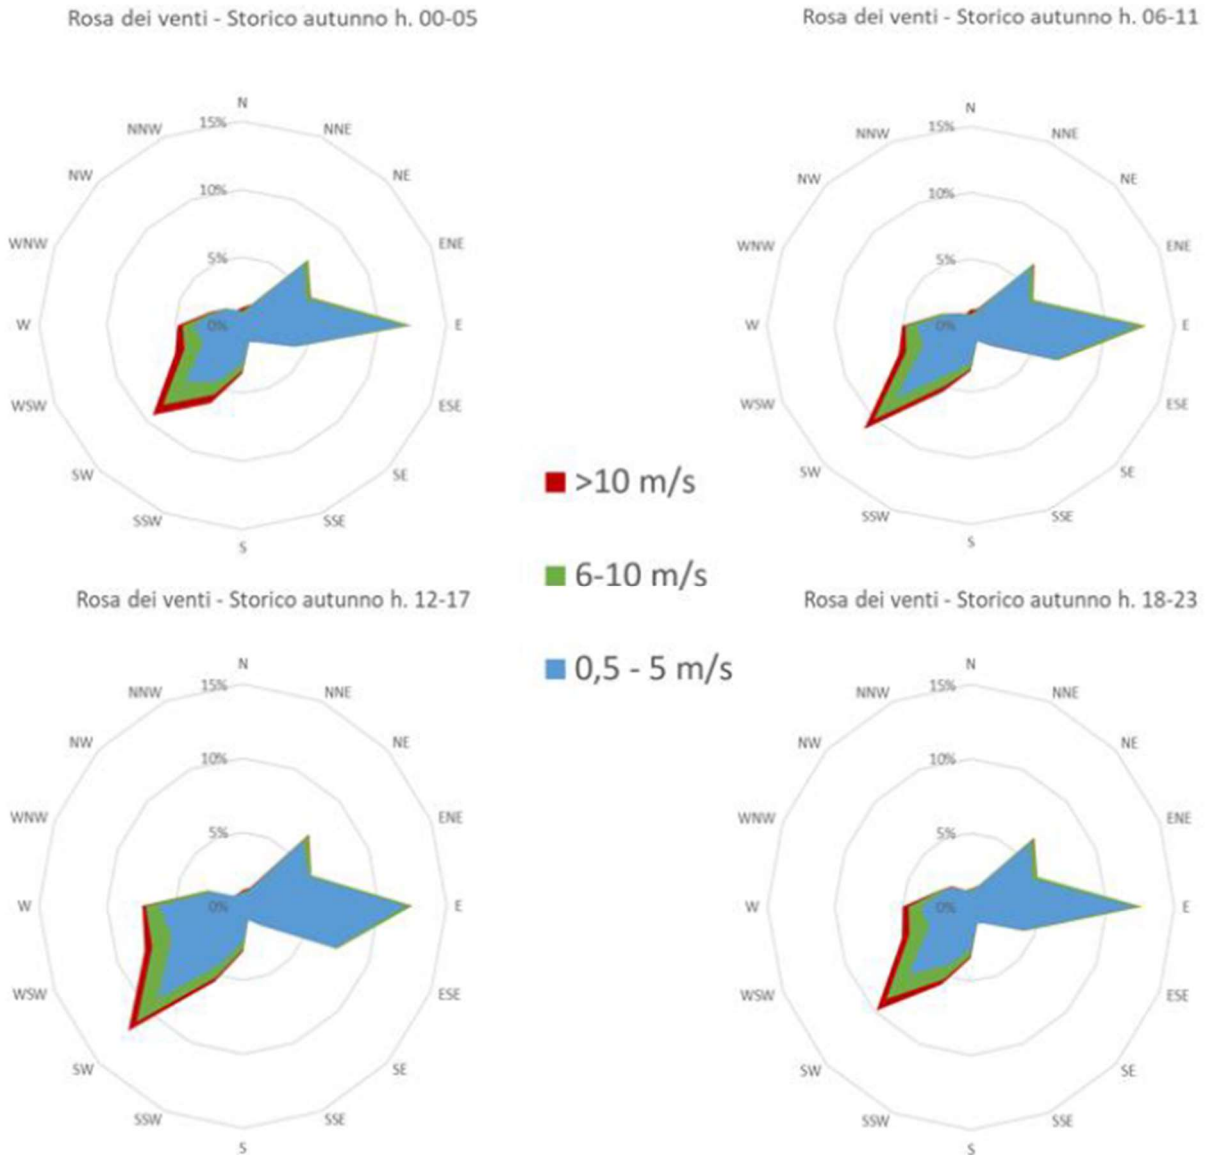 Rosa dei venti - Storico autunno h. 00-05
N
NNW
15%
NNE
NW
10%
NE
WNW
5%
ENE
W
0%
E
WSW
ESE
SW
SE
SSW
SSE
S
Rosa dei venti - Storico autunno h. 06-11
N
NNW
15%
NNE
NW
10%
NE
WNW
5%
ENE
W
0%
E
WSW
ESE
SW
SE
SSW
SSE
S
>10 m/s
6-10 m/s
0,5 - 5 m/s
Rosa dei venti - Storico autunno h. 12-17
N
NNW
15%
NNE
NW
10%
NE
WNW
5%
ENE
W
0%
E
WSW
ESE
SW
SE
SSW
SSE
S
Rosa dei venti - Storico autunno h. 18-23
N
NNW
15%
NNE
NW
10%
NE
WNW
5%
ENE
W
0%
E
WSW
ESE
SW
SE
SSW
SSE
S